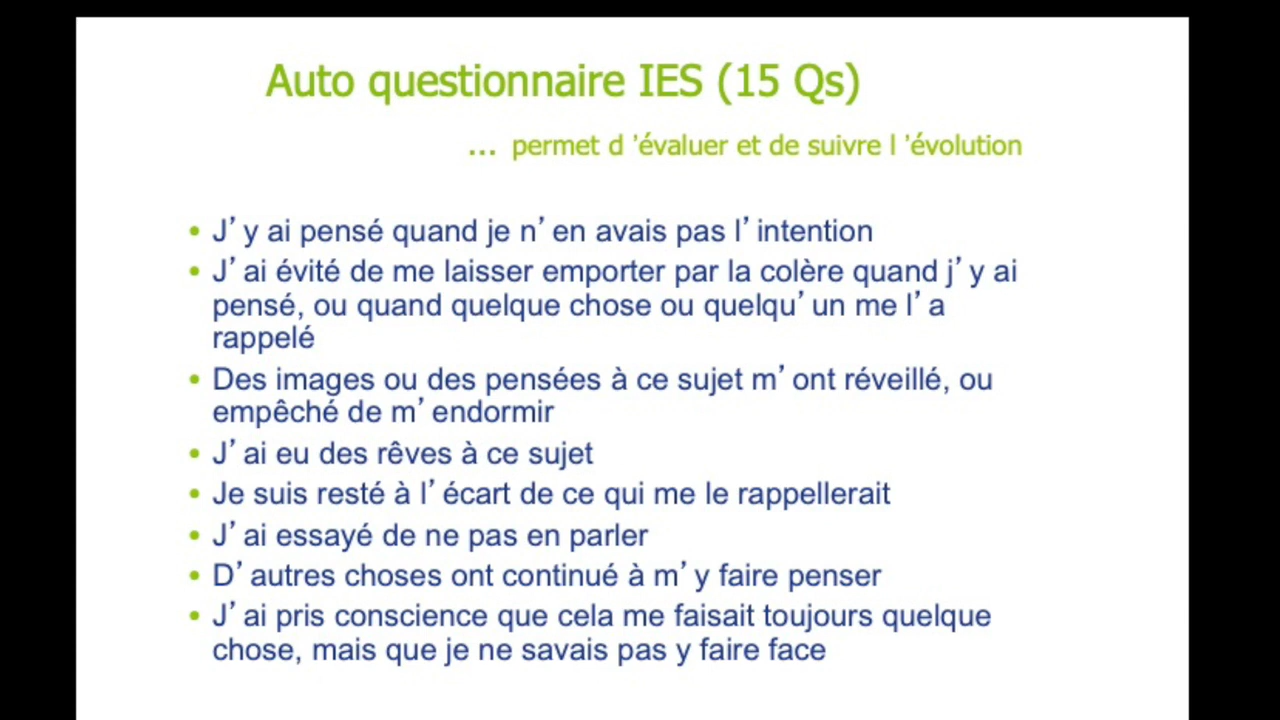 Auto questionnaire IES (15 Qs)
... permet d 'évaluer et de suivre l 'évolution
• J' y ai pensé quand je n' en avais pas l' intention
• J' ai évité de me laisser emporter par la colère quand j' y ai
pensé, ou quand quelque chose ou quelqu' un me l' a
rappelé
• Des images ou des pensées à ce sujet m' ont réveillé, ou
empêché de m' endormir
• J' ai eu des rêves à ce sujet
• Je suis resté à l' écart de ce qui me le rappellerait
• J' ai essayé de ne pas en parler
• D' autres choses ont continué à m' y faire penser
• J' ai pris conscience que cela me faisait toujours quelque
chose, mais que je ne savais pas y faire face